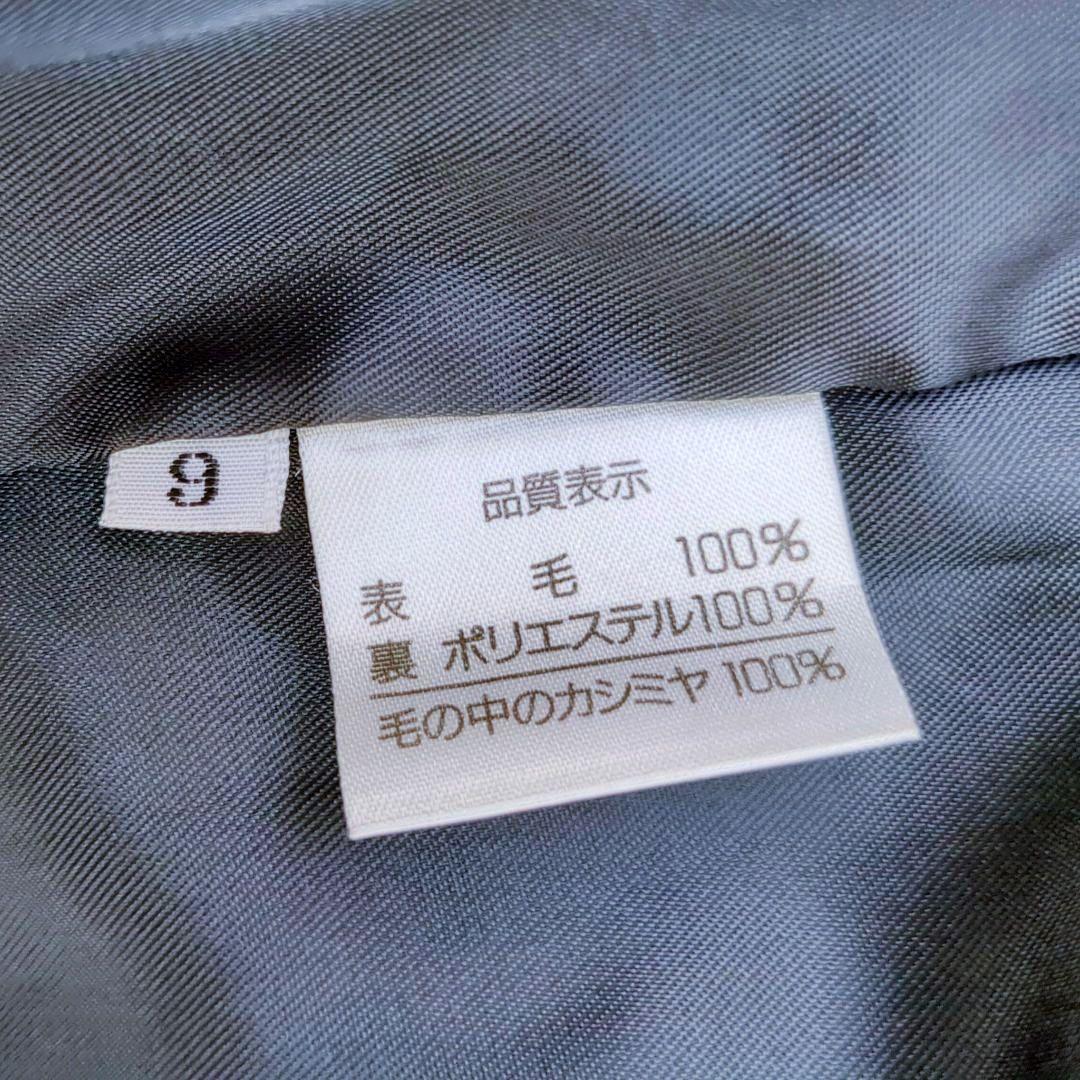 9
品質表示
表 毛 100%
裏 ポリエステル100%
毛の中のカシミヤ 100%